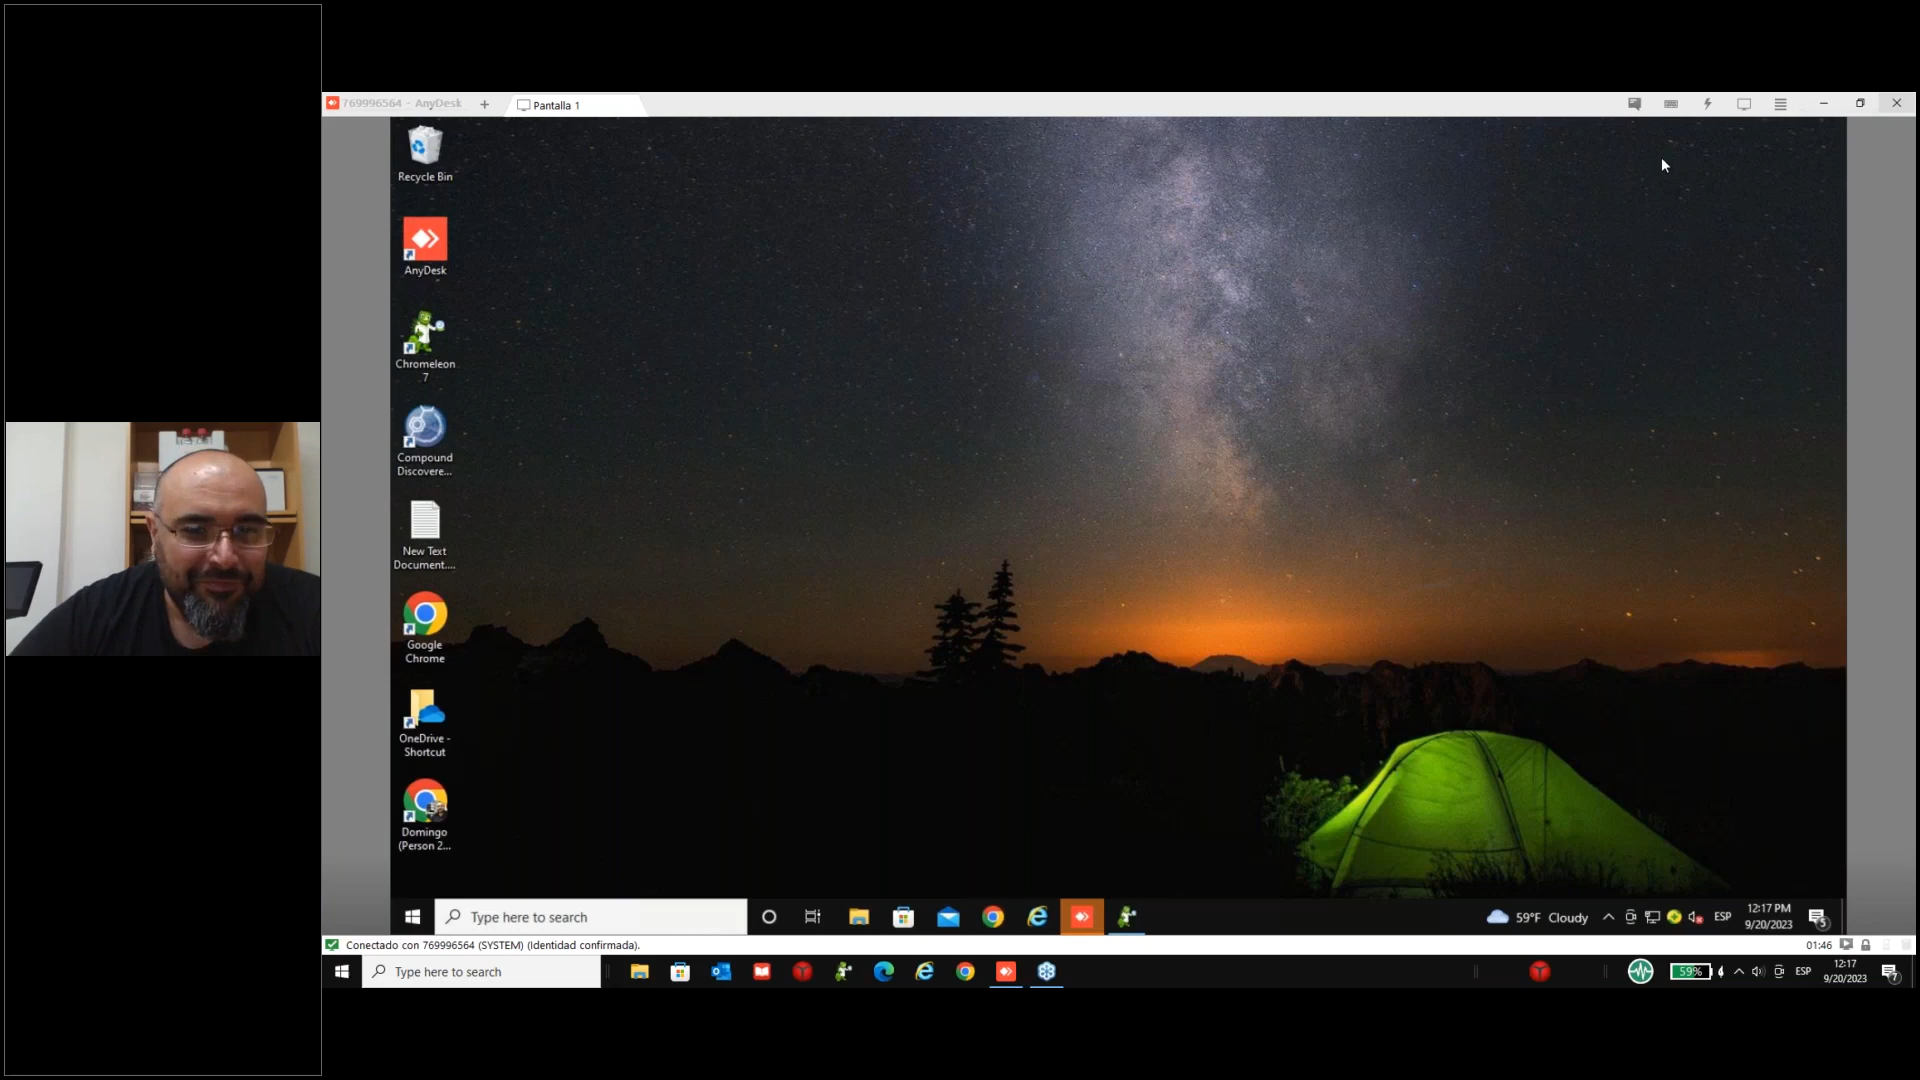 769996564 - AnyDesk
Pantalla 1
Recycle Bin
AnyDesk
Chromeleon
7
Compound
Discovere...
New Text
Document....
Google
Chrome
OneDrive -
Shortcut
Domingo
(Person 2...
Type here to search
59°F Cloudy
ESP
12:17 PM
9/20/2023
5
Conectado con 769996564 (SYSTEM) (Identidad confirmada).
01:46
Type here to search
59%
ESP
12:17
9/20/2023
7